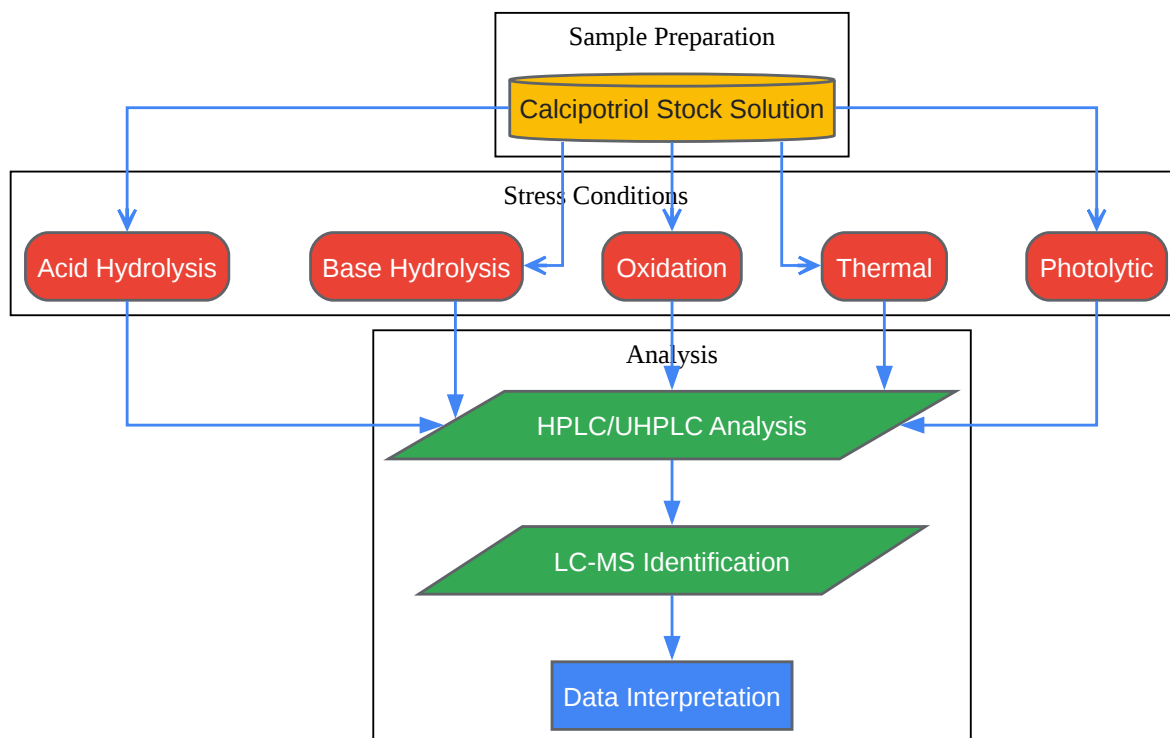 Sample Preparation
Calcipotriol Stock Solution
Stress Conditions
Acid Hydrolysis
Base Hydrolysis
Oxidation
Thermal
Photolytic
Analysis
HPLC/UHPLC Analysis
LC-MS Identification
Data Interpretation